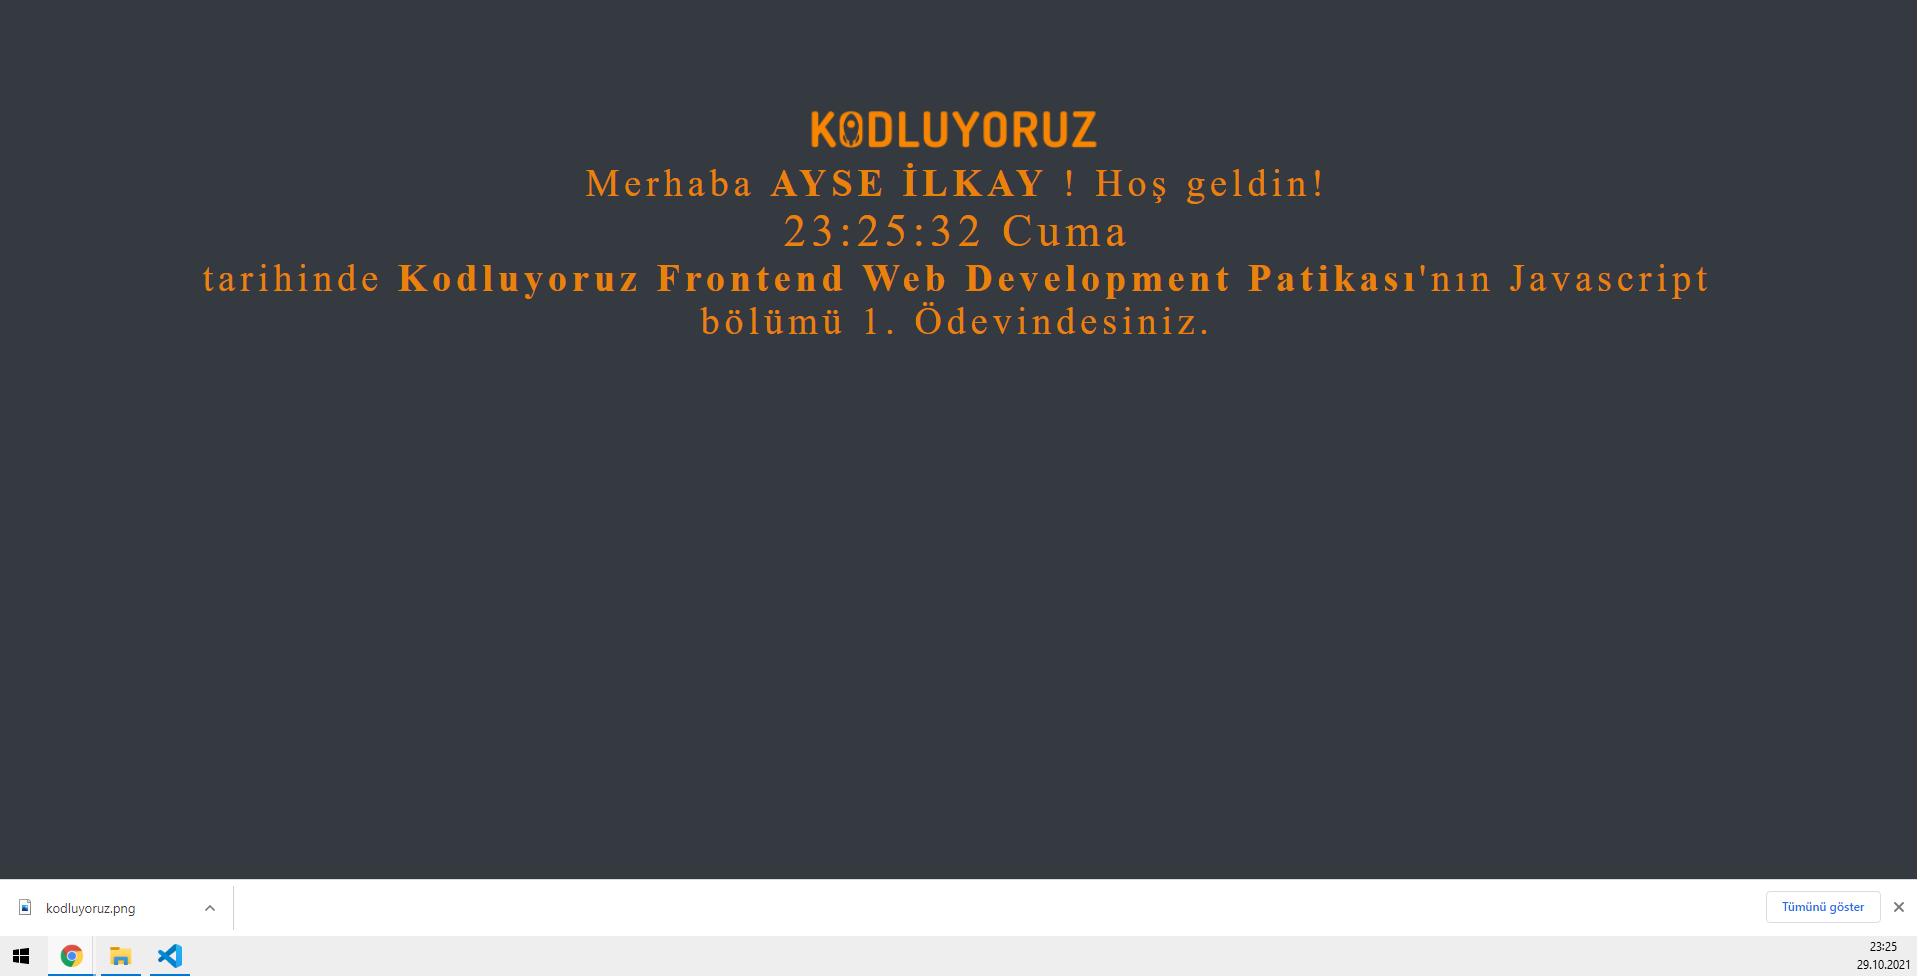 KODLUYORUZ
Merhaba AYSE İLKAY ! Hoş geldin!
23:25:32 Cuma
tarihinde Kodluyoruz Frontend Web Development Patikası'nın Javascript
bölümü 1. Ödevindesiniz.
kodluyoruz.png
Tümünü göster
23:25
29.10.2021